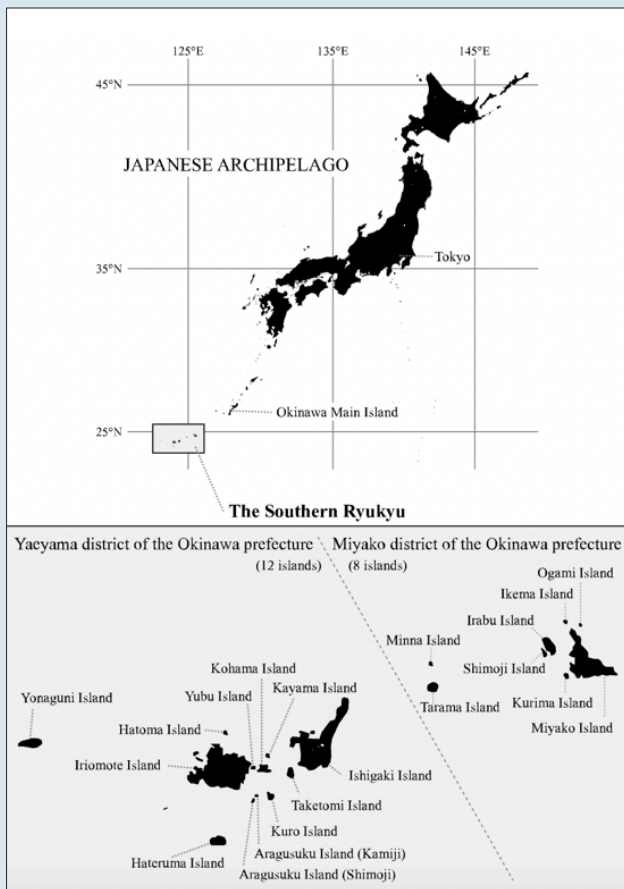 125°E
135°E
145°E
45°N
JAPANESE ARCHIPELAGO
Tokyo
35°N
Okinawa Main Island
25°N
The Southern Ryukyu
Yaeyama district of the Okinawa prefecture
(12 islands)
Miyako district of the Okinawa prefecture
(8 islands)
Ogami Island
Ikema Island
Irabu Island
Minna Island
Shimoji Island
Kohama Island
Kayama Island
Yubu Island
Yonaguni Island
Tarama Island
Kurima Island
Miyako Island
Hatoma Island
Iriomote Island
Ishigaki Island
Taketomi Island
Kuro Island
Aragusuku Island (Kamiji)
Hateruma Island
Aragusuku Island (Shimoji)